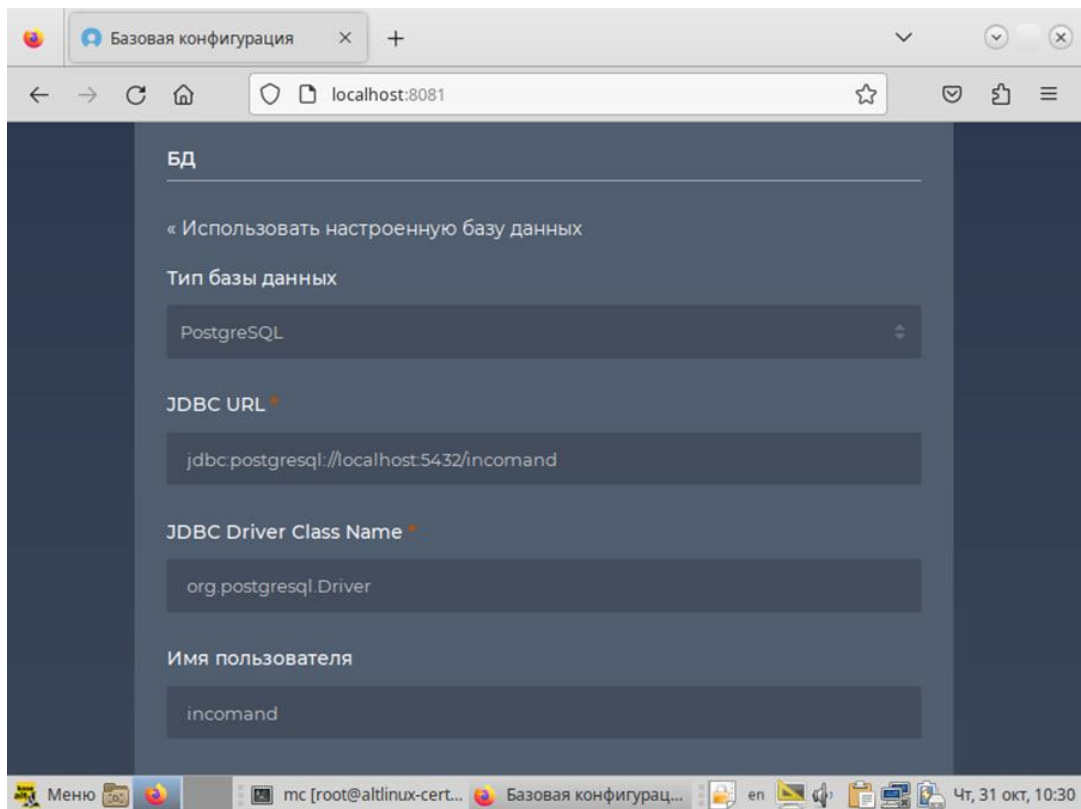 Базовая конфигурация
localhost:8081
БД
« Использовать настроенную базу данных
Тип базы данных
PostgreSQL
JDBC URL *
jdbc:postgresql://localhost:5432/incomand
JDBC Driver Class Name *
org.postgresql.Driver
Имя пользователя
incomand
Меню mc [root@altlinux-cert... Базовая конфигурац... en Чт, 31 окт, 10:30